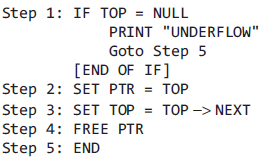 Step 1: IF TOP = NULL
PRINT "UNDERFLOW"
Goto Step 5
[END OF IF]
Step 2: SET PTR = TOP
Step 3: SET TOP = TOP —> NEXT
Step 4: FREE PTR
Step 5: END